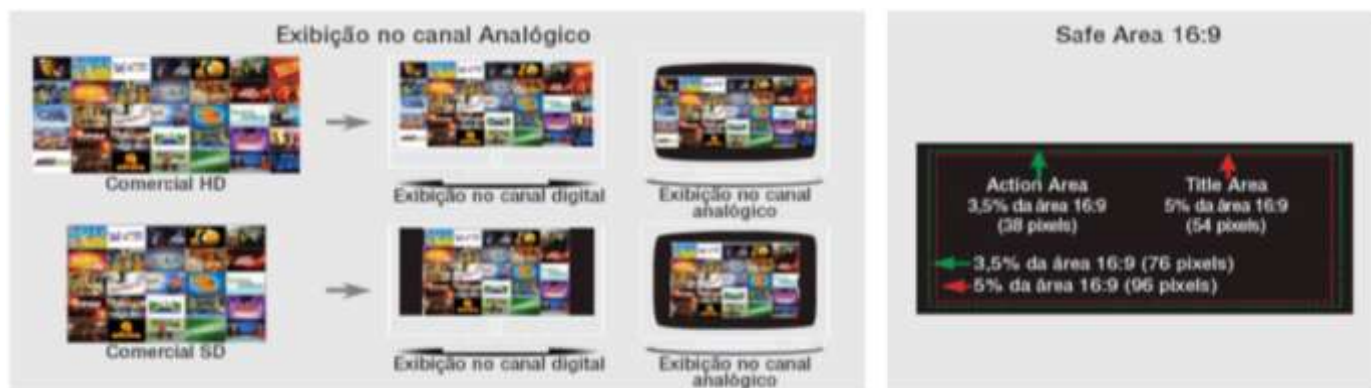 Exibição no canal Analógico
Comercial HD
Exibição no canal digital
Exibição no canal
analógico
Comercial SD
Exibição no canal digital
Exibição no canal
analógico
Safe Area 16:9
Action Area
3,5% da área 16:9
(38 pixels)
Title Area
5% da área 16:9
(54 pixels)
3,5% da área 16:9 (76 pixels)
5% da área 16:9 (96 pixels)